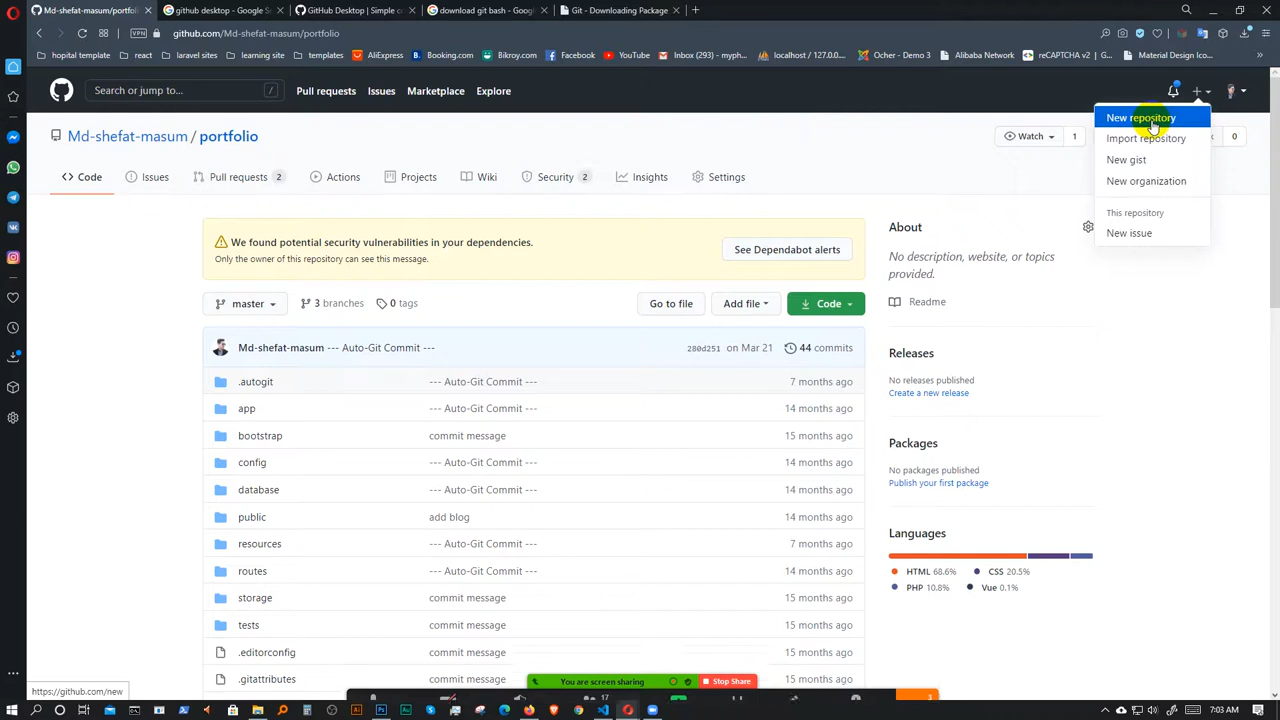 Md-shefat-masum/portfolio
github desktop - Google S
GitHub Desktop | Simple c
download git bash - Google
Git - Downloading Package
VPN
github.com/Md-shefat-masum/portfolio
hopital template
react
laravel sites
learning site
templates
AliExpress
Booking.com
Bikroy.com
Facebook
YouTube
Inbox (293) - myph...
phpMyAdmin
localhost / 127.0.0...
Ocher - Demo 3
Alibaba Network
reCAPTCHA v2 | G...
Material Design Ico...
Search or jump to...
/
Pull requests
Issues
Marketplace
Explore
Md-shefat-masum / portfolio
Watch
1
0
New repository
Import repository
New gist
New organization
This repository
New issue
Code
Issues
Pull requests 2
Actions
Projects
Wiki
Security 2
Insights
Settings
We found potential security vulnerabilities in your dependencies.
Only the owner of this repository can see this message.
See Dependabot alerts
About
No description, website, or topics
provided.
Readme
master
3 branches
0 tags
Go to file
Add file
Code
Md-shefat-masum --- Auto-Git Commit ---
280d251 on Mar 21
44 commits
.autogit --- Auto-Git Commit --- 7 months ago
app --- Auto-Git Commit --- 14 months ago
bootstrap commit message 15 months ago
config --- Auto-Git Commit --- 14 months ago
database --- Auto-Git Commit --- 14 months ago
public add blog 14 months ago
resources --- Auto-Git Commit --- 7 months ago
routes --- Auto-Git Commit --- 14 months ago
storage commit message 15 months ago
tests commit message 15 months ago
.editorconfig commit message 15 months ago
.gitattributes commit message 15 months ago
Releases
No releases published
Create a new release
Packages
No packages published
Publish your first package
Languages
HTML 68.6%
CSS 20.5%
PHP 10.8%
Vue 0.1%
You are screen sharing
Stop Share
17
3
https://github.com/new
7:03 AM